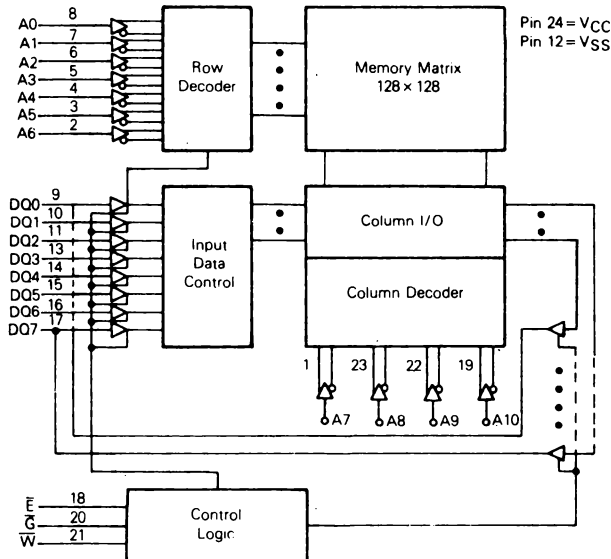 A0 8
A1 7
A2 6
A3 5
A4 4
A5 3
A6 2
Row
Decoder
Memory Matrix
128 × 128
Pin 24 = VCC
Pin 12 = VSS
DQ0 9
DQ1 10
DQ2 11
DQ3 13
DQ4 14
DQ5 15
DQ6 16
DQ7 17
Input
Data
Control
Column I/O
Column Decoder
1 23 22 19
A7 A8 A9 A10
E̅ 18
G̅ 20
W̅ 21
Control
Logic